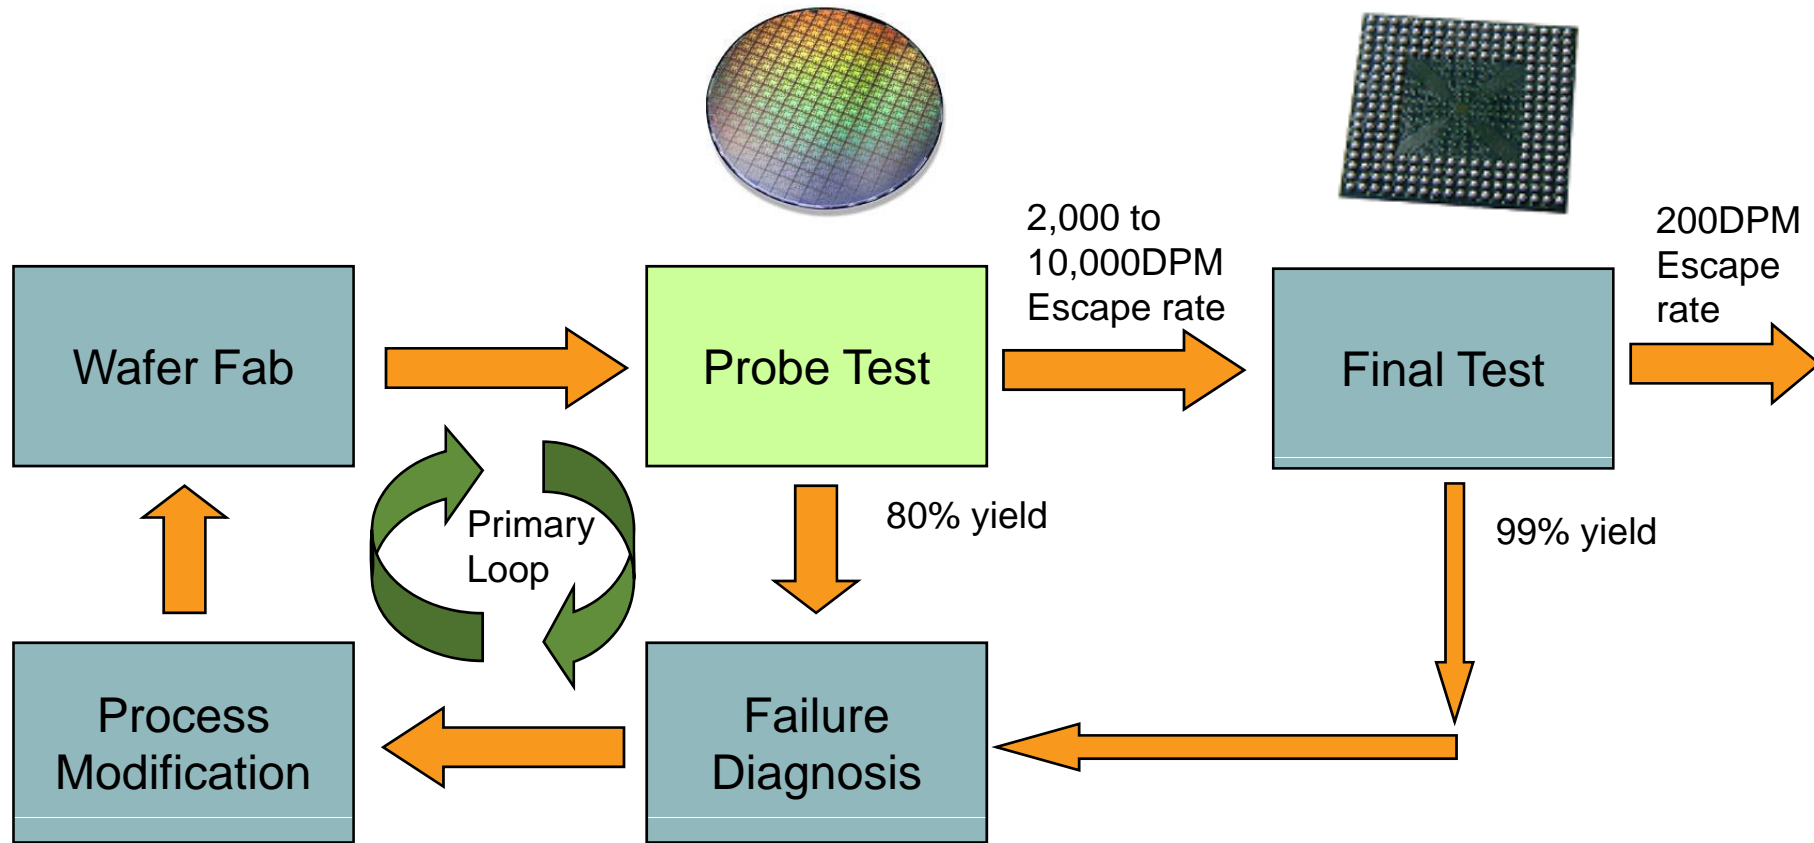 2,000 to
10,000DPM
Escape rate
200DPM
Escape
rate
Wafer Fab
Probe Test
Final Test
Primary
Loop
80% yield
99% yield
Process
Modification
Failure
Diagnosis